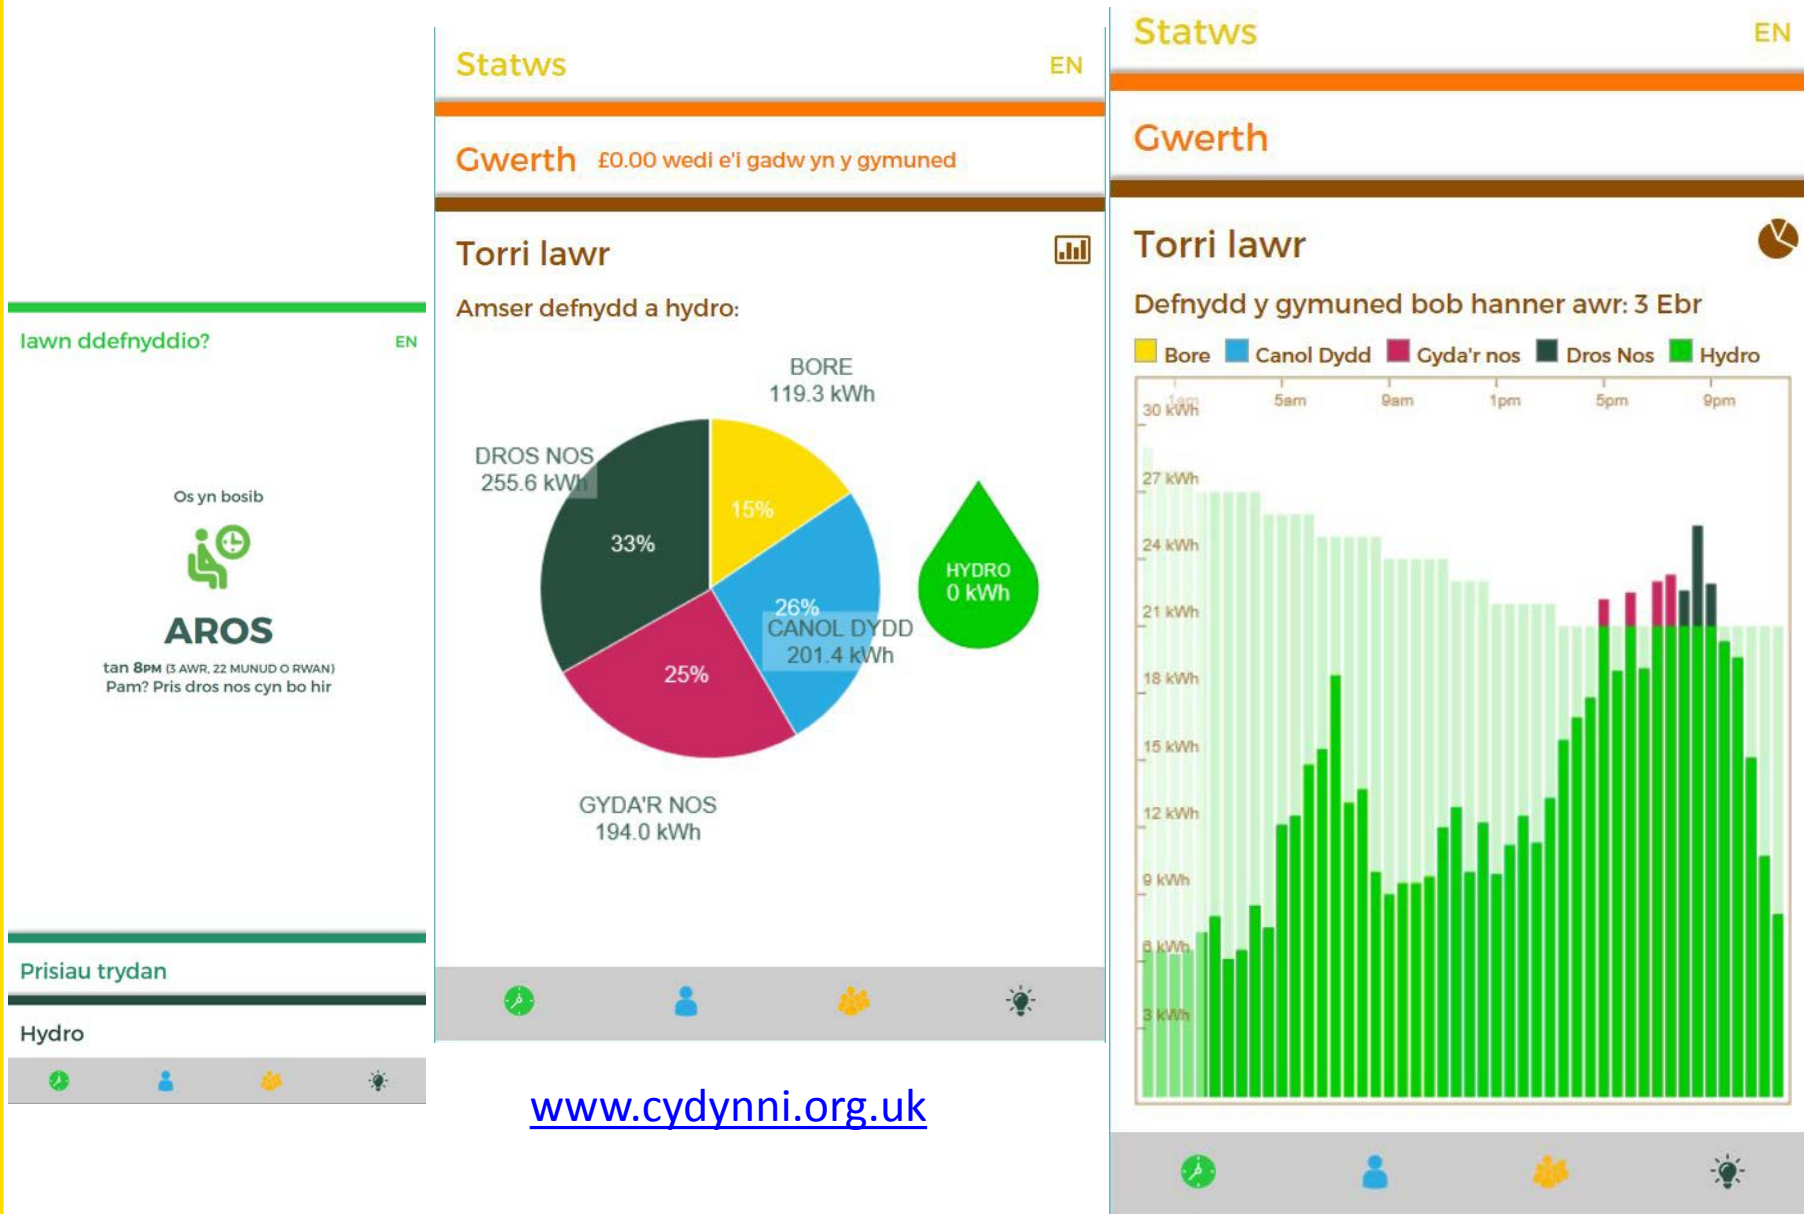 Iawn ddefnyddio?
EN
Os yn bosib
AROS
tan 8PM (3 AWR, 22 MUNUD O RWAN)
Pam? Pris dros nos cyn bo hir
Prisiau trydan
Hydro
Statws
EN
Gwerth £0.00 wedi e'i gadw yn y gymuned
Torri lawr
Amser defnydd a hydro:
BORE
119.3 kWh
DROS NOS
255.6 kWh
15%
33%
HYDRO
0 kWh
26%
CANOL DYDD
201.4 kWh
25%
GYDA'R NOS
194.0 kWh
www.cydynni.org.uk
Statws
EN
Gwerth
Torri lawr
Defnydd y gymuned bob hanner awr: 3 Ebr
Bore Canol Dydd Gyda'r nos Dros Nos Hydro
1am 5am 9am 1pm 5pm 9pm
30 kWh
27 kWh
24 kWh
21 kWh
18 kWh
15 kWh
12 kWh
9 kWh
6 kWh
3 kWh